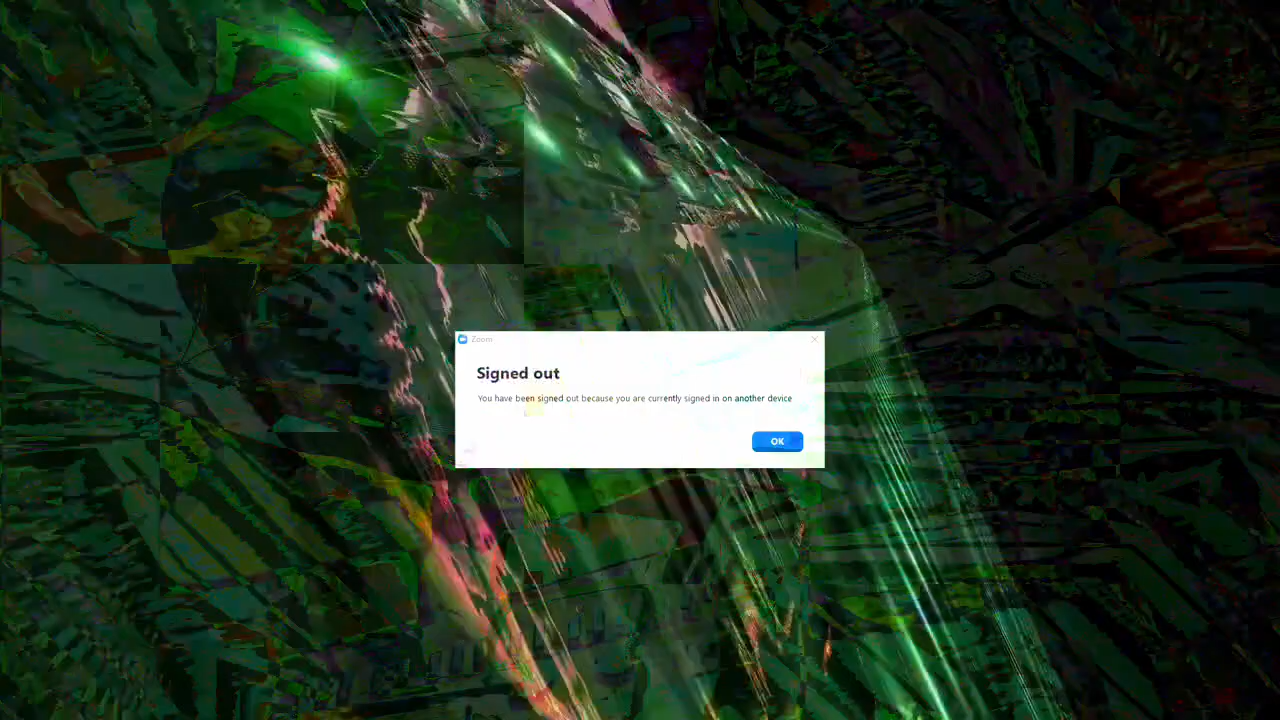 Zoom
Signed out
You have been signed out because you are currently signed in on another device
OK